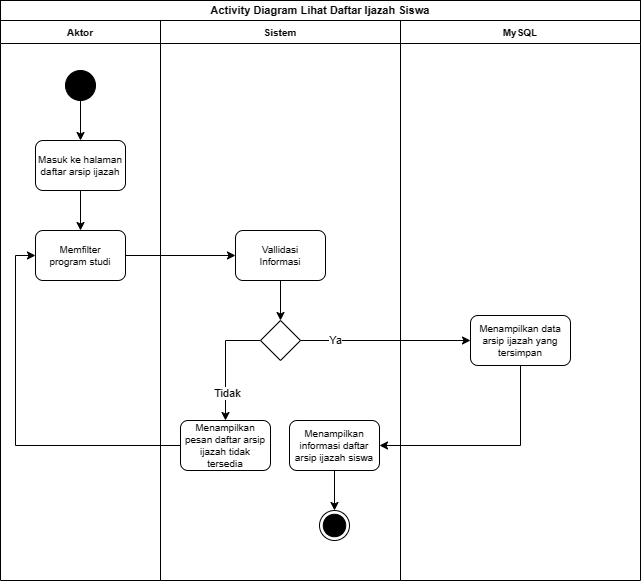 Activity Diagram Lihat Daftar Ijazah Siswa
Aktor
Sistem
MySQL
Masuk ke halaman
daftar arsip ijazah
Memfilter
program studi
Vallidasi
Informasi
Ya
Menampilkan data
arsip ijazah yang
tersimpan
Tidak
Menampilkan
pesan daftar arsip
ijazah tidak
tersedia
Menampilkan
informasi daftar
arsip ijazah siswa